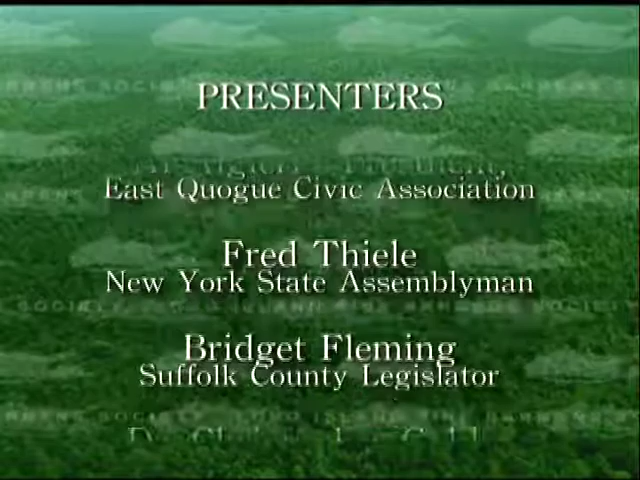 PRESENTERS
East Quogue Civic Association
Fred Thiele
New York State Assemblyman
Bridget Fleming
Suffolk County Legislator